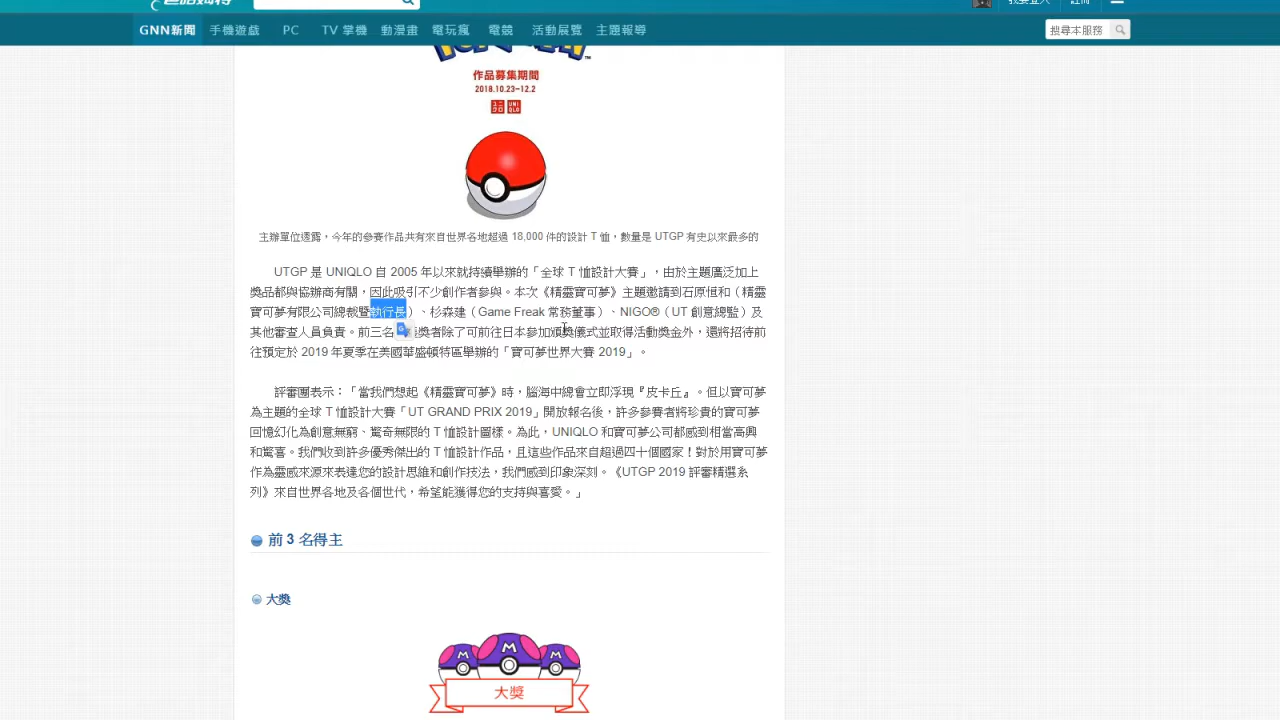 我要登入
註冊
GNN新聞 手機遊戲 PC TV 掌機 動漫畫 電玩瘋 電競 活動展覽 主題報導
搜尋本服務
作品募集期間
2018.10.23-12.2
ユニクロ UNIQLO
主辦單位透露,今年的參賽作品共有來自世界各地超過 18,000 件的設計 T 恤,數量是 UTGP 有史以來最多的
UTGP 是 UNIQLO 自 2005 年以來就持續舉辦的「全球 T 恤設計大賽」,由於主題廣泛加上
獎品都與協辦商有關,因此吸引不少創作者參與。本次《精靈寶可夢》主題邀請到石原恒和(精靈
寶可夢有限公司總裁暨執行長)、杉森建(Game Freak 常務董事)、NIGO®(UT 創意總監)及
其他審查人員負責。前三名獎者除了可前往日本參加頒獎儀式並取得活動獎金外,還將招待前
往預定於 2019 年夏季在美國華盛頓特區舉辦的「寶可夢世界大賽 2019」。
評審團表示:「當我們想起《精靈寶可夢》時,腦海中總會立即浮現『皮卡丘』。但以寶可夢
為主題的全球 T 恤設計大賽「UT GRAND PRIX 2019」開放報名後,許多參賽者將珍貴的寶可夢
回憶幻化為創意無窮、驚奇無限的 T 恤設計圖樣。為此,UNIQLO 和寶可夢公司都感到相當高興
和驚喜。我們收到許多優秀傑出的 T 恤設計作品,且這些作品來自超過四十個國家!對於用寶可夢
作為靈感來源來表達您的設計思維和創作技法,我們感到印象深刻。《UTGP 2019 評審精選系
列》來自世界各地及各個世代,希望能獲得您的支持與喜愛。」
前 3 名得主
大獎
M M M
大獎